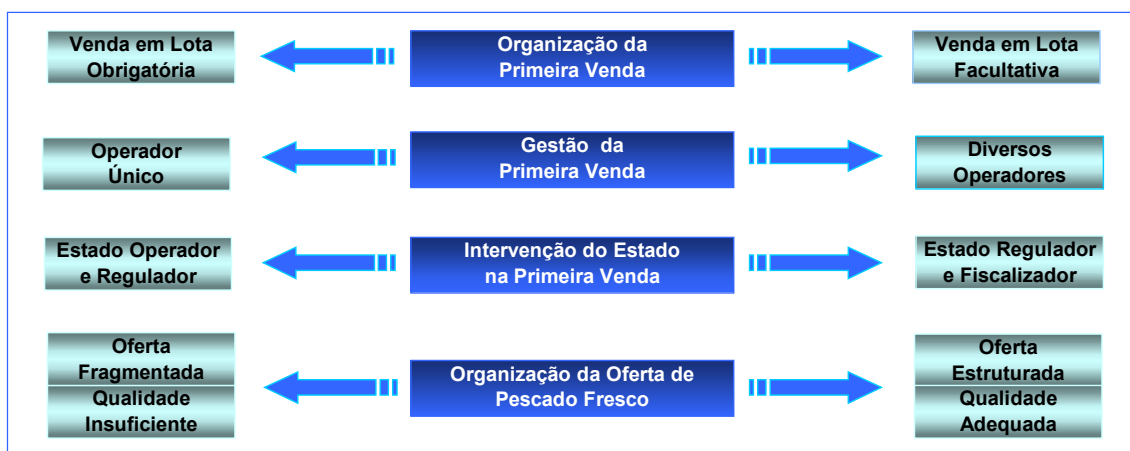 Venda em Lota
Obrigatória
Organização da
Primeira Venda
Venda em Lota
Facultativa
Operador
Único
Gestão da
Primeira Venda
Diversos
Operadores
Estado Operador
e Regulador
Intervenção do Estado
na Primeira Venda
Estado Regulador
e Fiscalizador
Oferta
Fragmentada
Qualidade
Insuficiente
Organização da Oferta de
Pescado Fresco
Oferta
Estruturada
Qualidade
Adequada